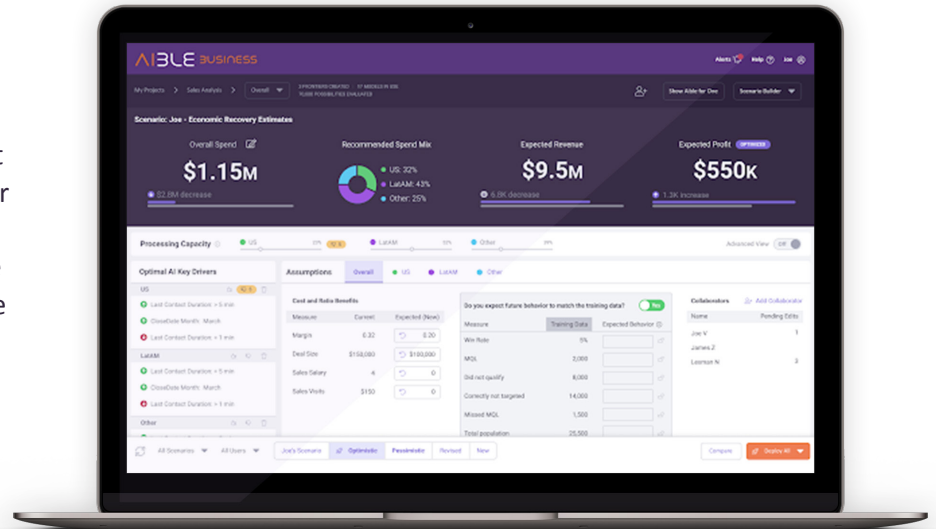 AIBLE BUSINESS
Alerts Help Joe
My Projects > Sales Analysis > Overall
3 FRONTIERS CREATED 57 MODELS IN USE
Show Aible for Dev Scenario Builder
Scenario: Joe - Economic Recovery Estimates
Overall Spend
$1.15M
$2.8M decrease
Recommended Spend Mix
US: 32%
LatAM: 43%
Other: 25%
Expected Revenue
$9.5M
6.8K decrease
Expected Profit OPTIMIZED
$550K
1.3K increase
Processing Capacity US LatAM Other
Advanced View Off
Optimal AI Key Drivers
US
Last Contact Duration: > 5 min
CloseDate Month: March
Last Contact Duration: < 1 min
LatAM
Last Contact Duration: > 5 min
CloseDate Month: March
Last Contact Duration: > 1 min
Other
Assumptions Overall US LatAM Other
Cost and Ratio Benefits
Measure Current Expected (New)
Margin 0.20 0.20
Deal Size $150,000 $100,000
Sales Salary 4 0
Sales Visits $150 0
Do you expect future behavior to match the training data? Yes
Measure Training Data Expected Behavior
Win Rate 5%
MQL 2,000
Did not qualify 8,000
Correctly not targeted 14,000
Missed MQL 1,500
Total population 25,500
Collaborators Add Collaborator
Name Pending Edits
Joe V 1
James Z
Leeman N 3
All Scenarios All Users Joe's Scenario Optimistic Pessimistic Revised New
Compare Deploy All